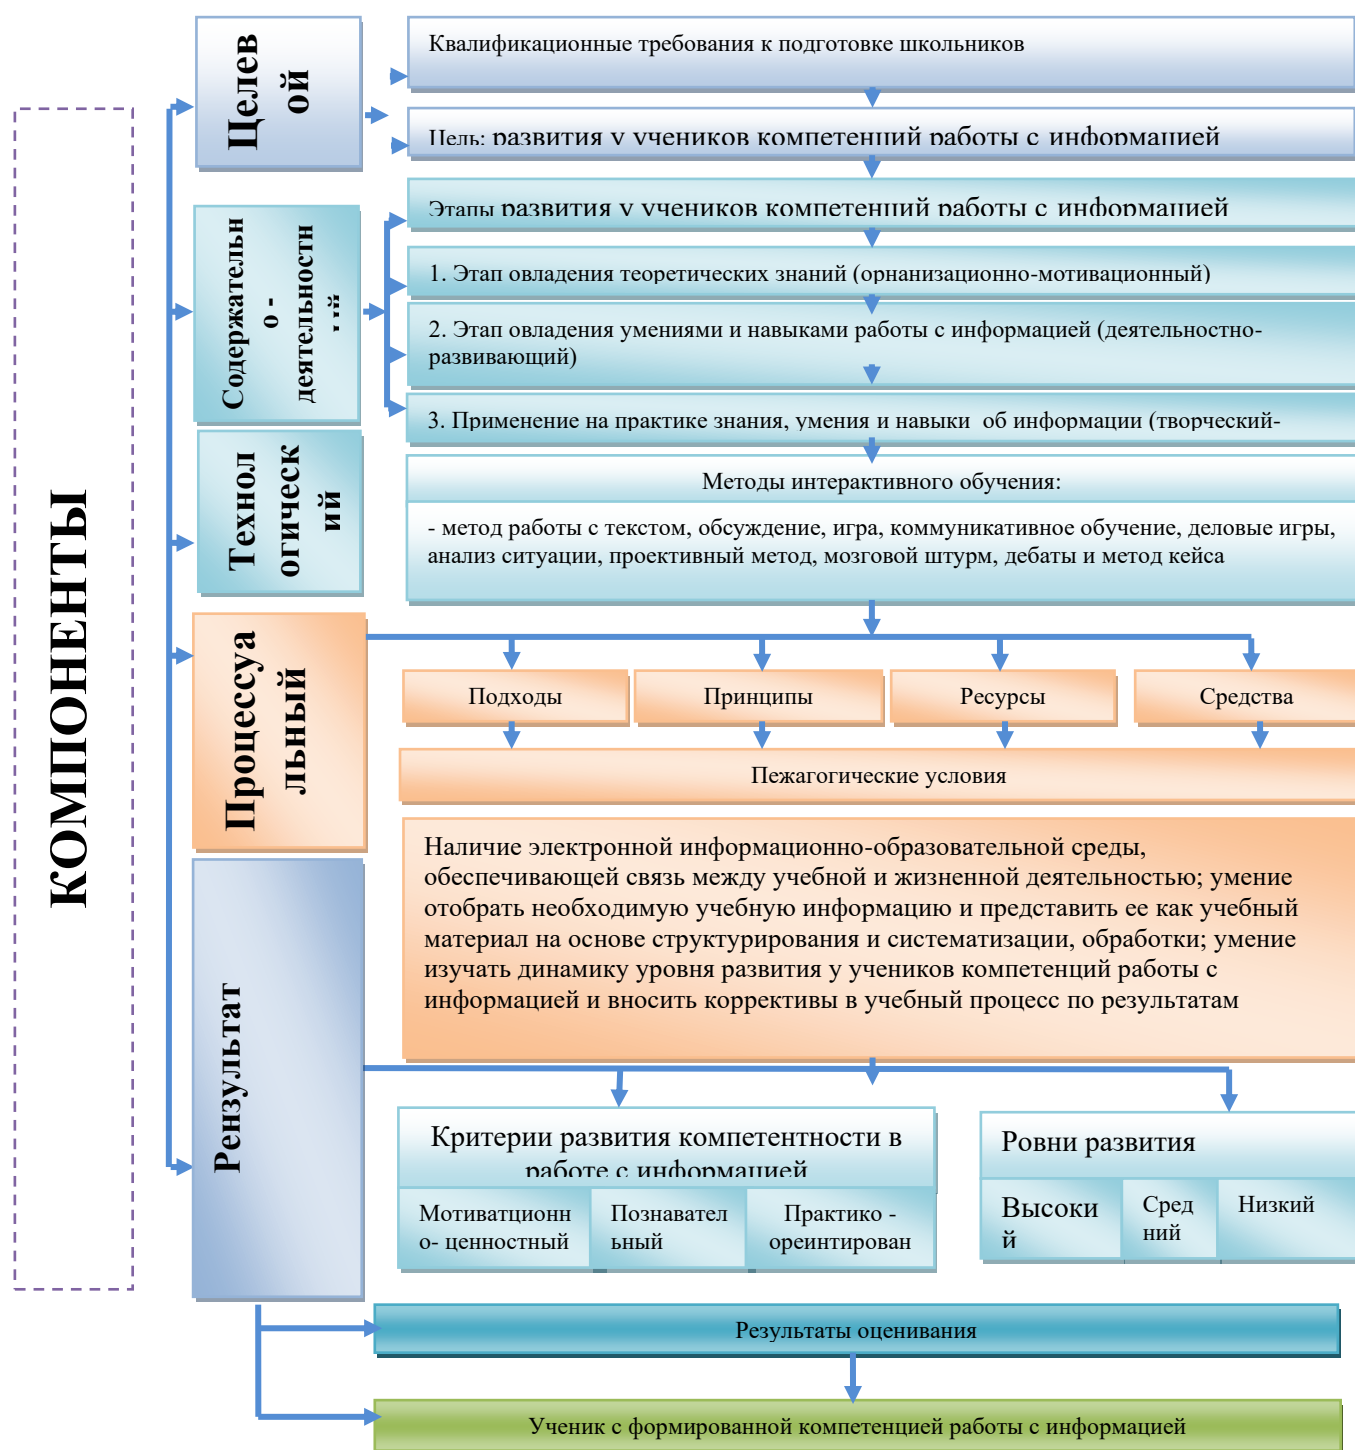 КОМПОНЕНТЫ
Целев
ой
Квалификационные требования к подготовке школьников
Цель: развития у учеников компетенций работы с информацией
Содержательн
о -
деятельностн
ый
Этапы развития у учеников компетенций работы с информацией
1. Этап овладения теоретических знаний (орнанизационно-мотивационный)
2. Этап овладения умениями и навыками работы с информацией (деятельностно-
развивающий)
3. Применение на практике знания, умения и навыки об информации (творческий-
Технол
огическ
ий
Методы интерактивного обучения:
- метод работы с текстом, обсуждение, игра, коммуникативное обучение, деловые игры,
анализ ситуации, проективный метод, мозговой штурм, дебаты и метод кейса
Процессуа
льный
Подходы
Принципы
Ресурсы
Средства
Пежагогические условия
Наличие электронной информационно-образовательной среды,
обеспечивающей связь между учебной и жизненной деятельностью; умение
отобрать необходимую учебную информацию и представить ее как учебный
материал на основе структурирования и систематизации, обработки; умение
изучать динамику уровня развития у учеников компетенций работы с
информацией и вносить коррективы в учебный процесс по результатам
Рензультат
Критерии развития компетентности в
работе с информацией
Мотиватционн
о- ценностный
Познавател
ьный
Практико -
ореинтирован
Ровни развития
Высоки
й
Сред
ний
Низкий
Результаты оценивания
Ученик с формированной компетенцией работы с информацией